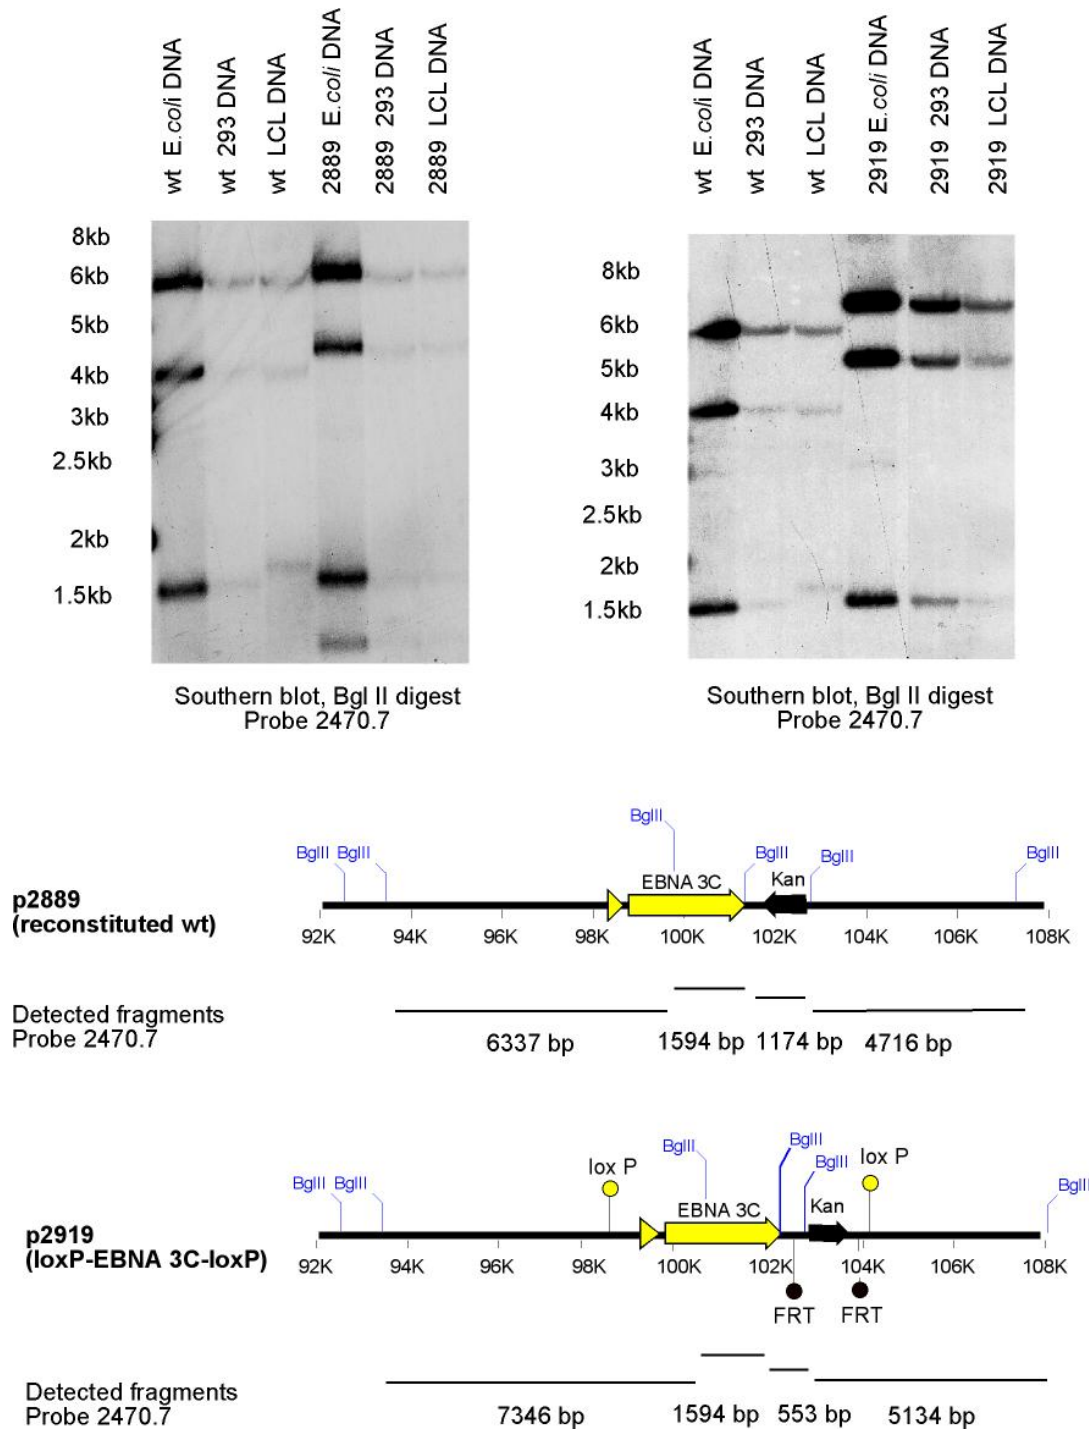 wt E.coli DNA
wt 293 DNA
wt LCL DNA
2889 E.coli DNA
2889 293 DNA
2889 LCL DNA
8kb
6kb
5kb
4kb
3kb
2.5kb
2kb
1.5kb
Southern blot, Bgl II digest
Probe 2470.7
wt E.coli DNA
wt 293 DNA
wt LCL DNA
2919 E.coli DNA
2919 293 DNA
2919 LCL DNA
8kb
6kb
5kb
4kb
3kb
2.5kb
2kb
1.5kb
Southern blot, Bgl II digest
Probe 2470.7
BglII
BglII BglII BglII BglII BglII
EBNA 3C Kan
p2889
(reconstituted wt)
92K 94K 96K 98K 100K 102K 104K 106K 108K
Detected fragments
Probe 2470.7
6337 bp 1594 bp 1174 bp 4716 bp
BglII
BglII
lox P BglII lox P
BglII BglII BglII
EBNA 3C Kan
p2919
(loxP-EBNA 3C-loxP)
92K 94K 96K 98K 100K 102K 104K 106K 108K
FRT FRT
Detected fragments
Probe 2470.7
7346 bp 1594 bp 553 bp 5134 bp